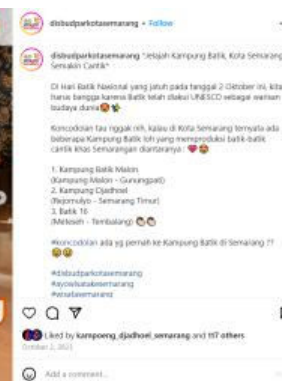 disbudparkotasemarang • Follow
disbudparkotasemarang "Jelajah Kampung Batik, Kota Semarang
Semakin Cantik"
Di Hari Batik Nasional yang jatuh pada tanggal 2 Oktober ini, kita
harus bangga karena Batik telah diakui UNESCO sebagai warisan
budaya dunia
Koncodolan tau nggak nih, kalau di Kota Semarang ternyata ada
beberapa Kampung Batik loh yang memproduksi batik-batik
cantik khas Semarangan diantaranya :
1. Kampung Batik Malon
(Kampung Malon - Gunungpati)
2. Kampung Djadhoel
(Rejomulyo - Semarang Timur)
3. Batik 16
(Meteseh - Tembalang)
#koncodolan ada yg pernah ke Kampung Batik di Semarang ??
#disbudparkotasemarang
#ayowisatakesemarang
#wisatasemarang
Liked by kampoeng_djadhoel_semarang and 117 others
October 2, 2021
Add a comment...